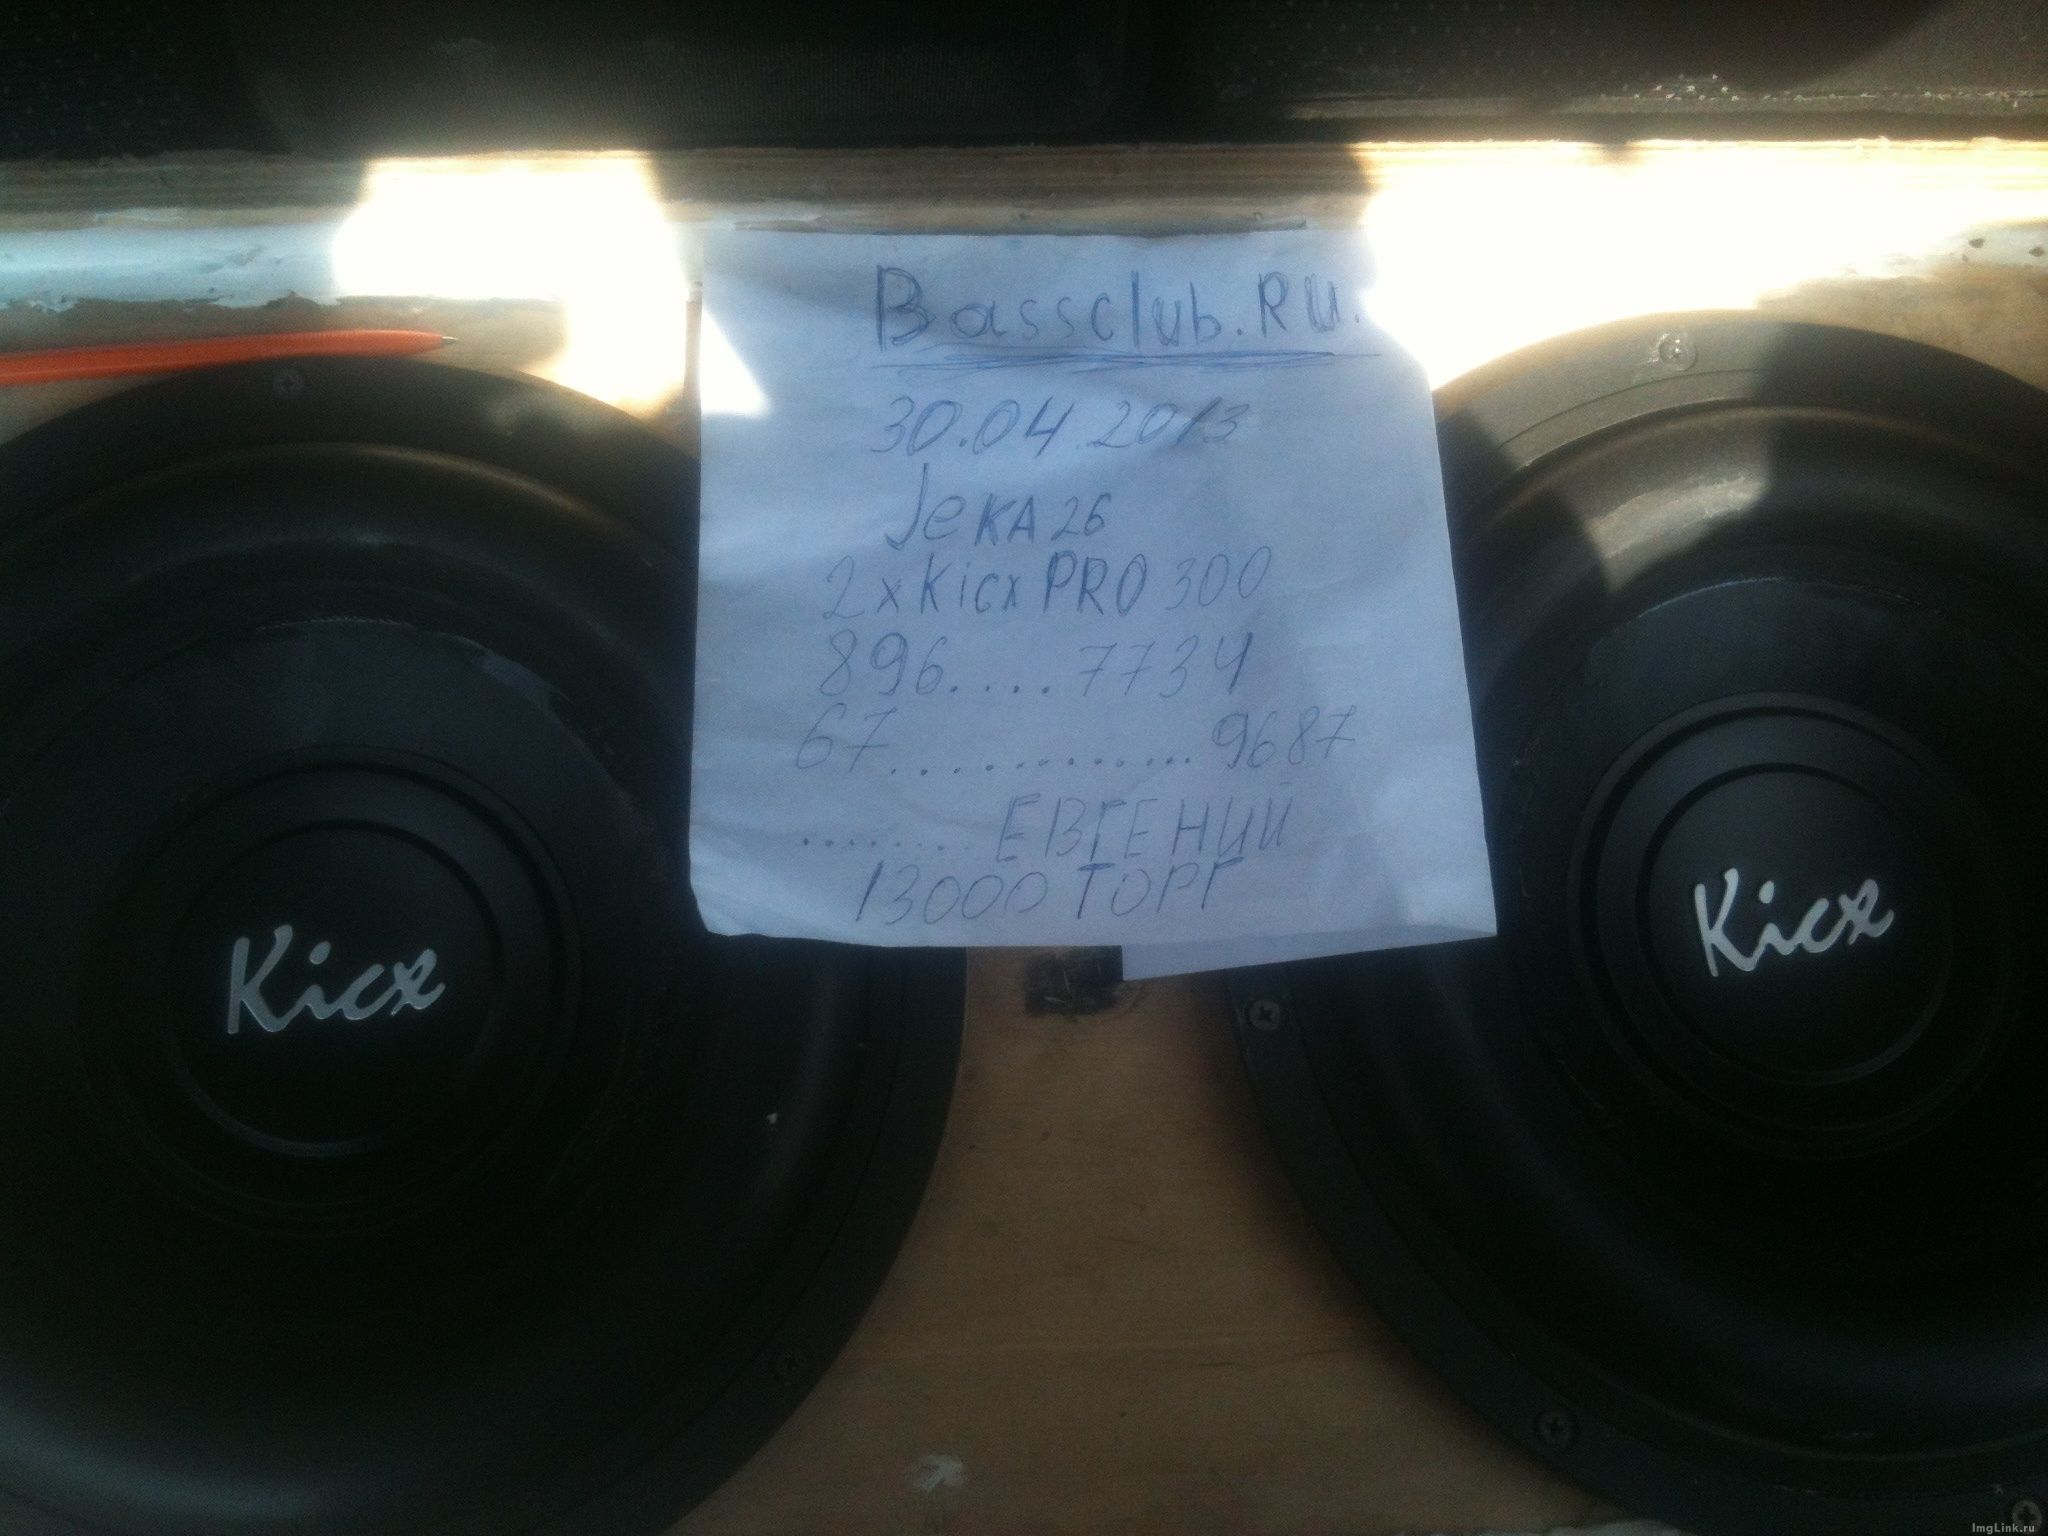 Bassclub.RU.
30.04.2013
JeKA26
2xKicx PRO 300
896....7734
67.............9687
........ЕВГЕНИЙ
13000 ТОРГ
Kicx
Kicx
ImgLink.ru